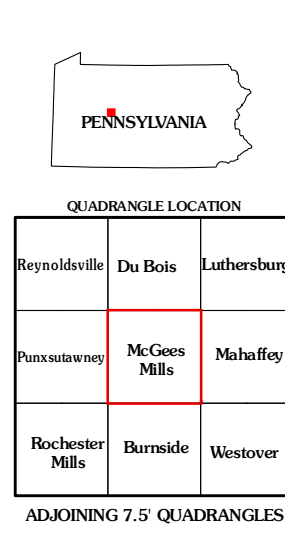 PENNSYLVANIA
QUADRANGLE LOCATION
Reynoldsville Du Bois Luthersburg
Punxsutawney McGees Mahaffey
Mills
Rochester Burnside Westover
Mills
ADJOINING 7.5' QUADRANGLES